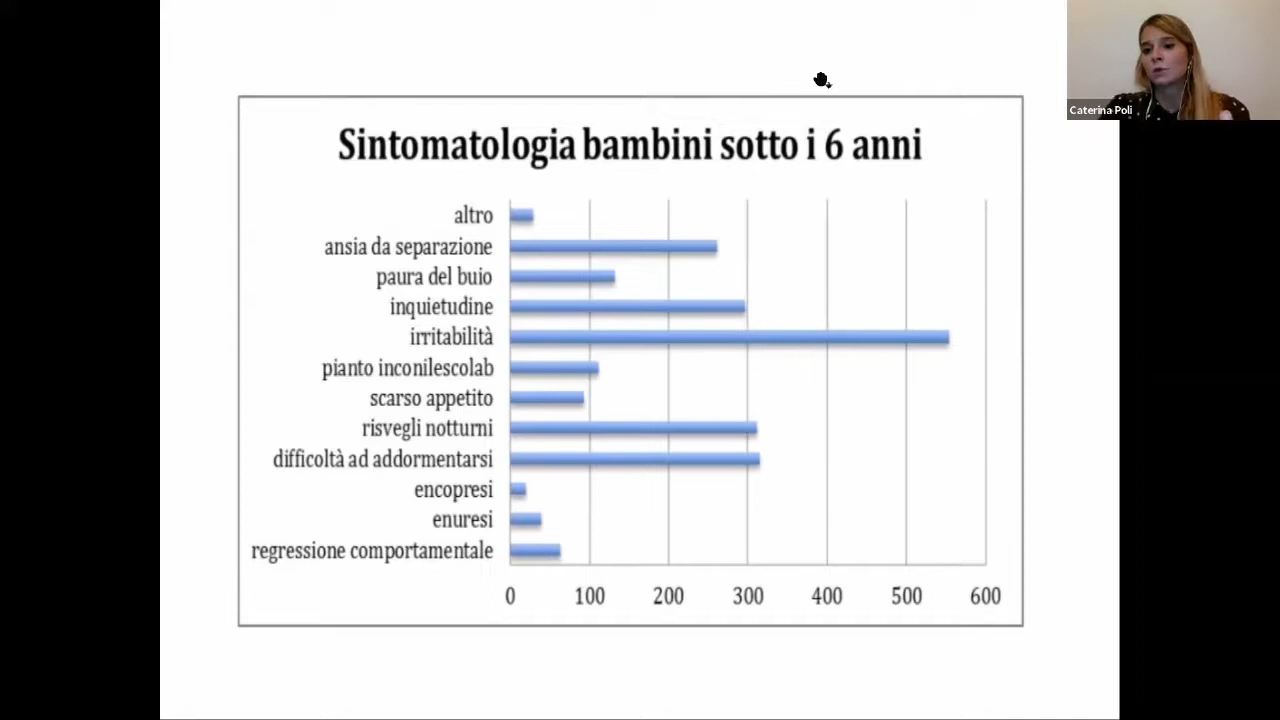 Caterina Poli
Sintomatologia bambini sotto i 6 anni
altro
ansia da separazione
paura del buio
inquietudine
irritabilità
pianto inconilescolab
scarso appetito
risvegli notturni
difficoltà ad addormentarsi
encopresi
enuresi
regressione comportamentale
0 100 200 300 400 500 600